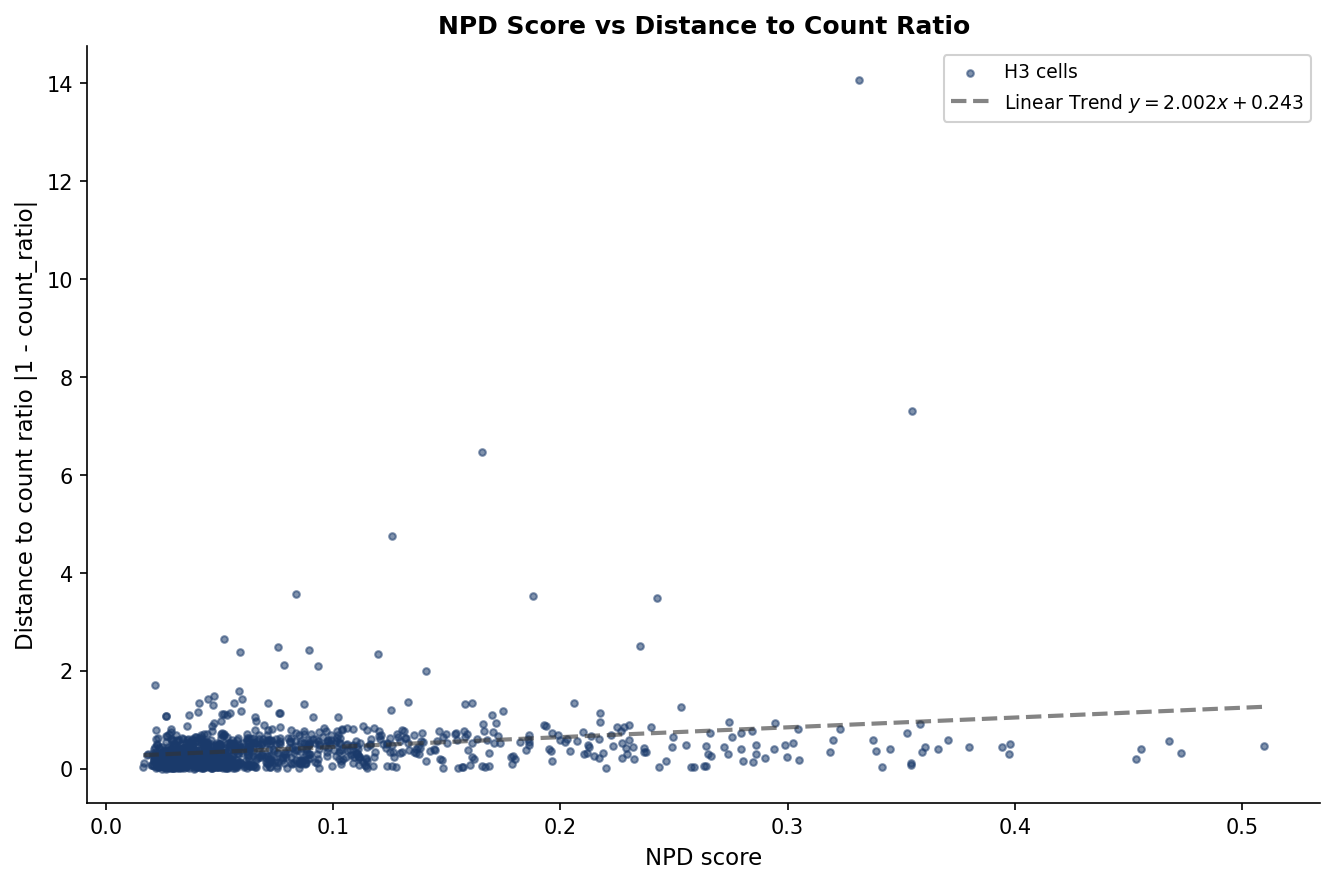 NPD Score vs Distance to Count Ratio
H3 cells
Linear Trend y = 2.002x + 0.243
Distance to count ratio |1 - count_ratio|
14
12
10
8
6
4
2
0
0.0 0.1 0.2 0.3 0.4 0.5
NPD score